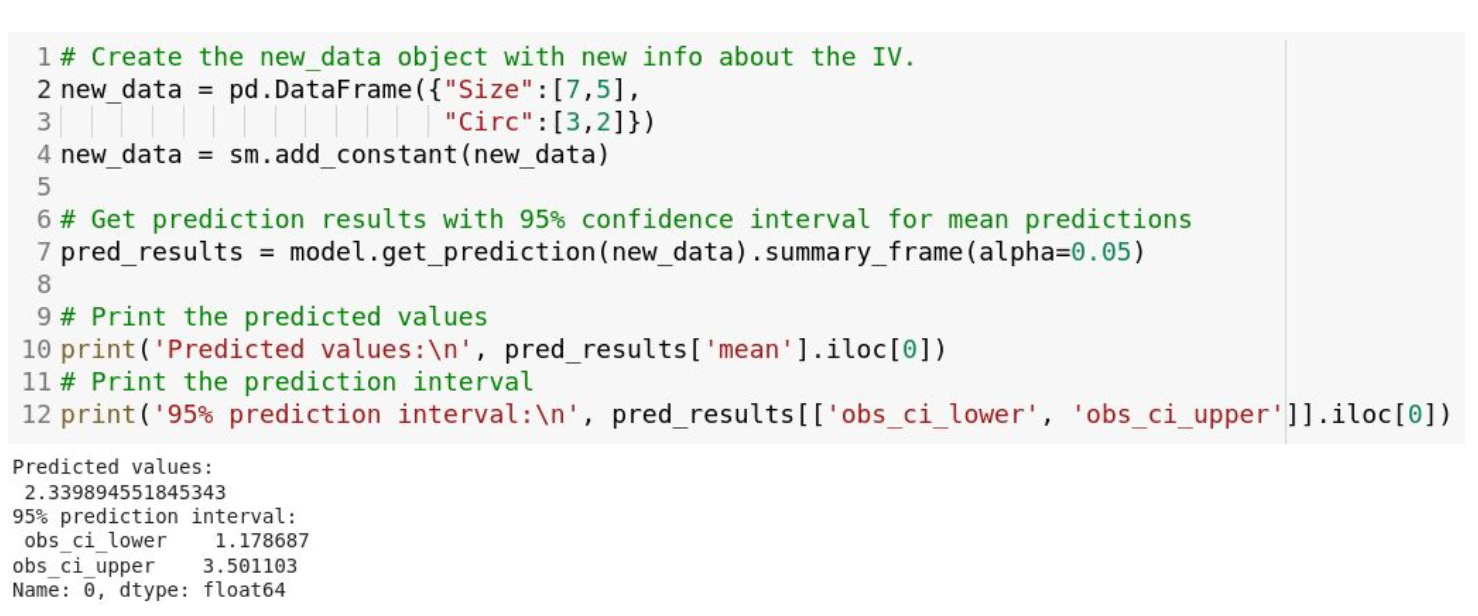 1 # Create the new_data object with new info about the IV.
2 new_data = pd.DataFrame({"Size":[7,5],
3                          "Circ":[3,2]})
4 new_data = sm.add_constant(new_data)
5
6 # Get prediction results with 95% confidence interval for mean predictions
7 pred_results = model.get_prediction(new_data).summary_frame(alpha=0.05)
8
9 # Print the predicted values
10 print('Predicted values:\n', pred_results['mean'].iloc[0])
11 # Print the prediction interval
12 print('95% prediction interval:\n', pred_results[['obs_ci_lower', 'obs_ci_upper']].iloc[0])
Predicted values:
 2.339894551845343
95% prediction interval:
 obs_ci_lower    1.178687
obs_ci_upper    3.501103
Name: 0, dtype: float64